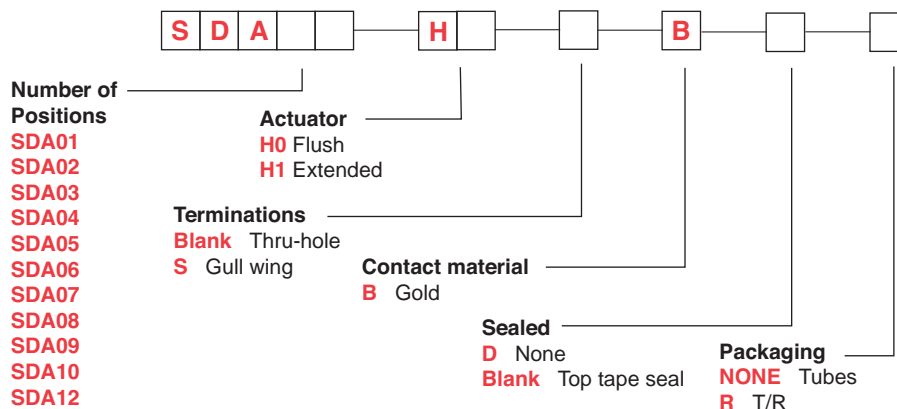 S D A H B
Number of
Positions
SDA01
SDA02
SDA03
SDA04
SDA05
SDA06
SDA07
SDA08
SDA09
SDA10
SDA12
Actuator
H0 Flush
H1 Extended
Terminations
Blank Thru-hole
S Gull wing
Contact material
B Gold
Sealed
D None
Blank Top tape seal
Packaging
NONE Tubes
R T/R